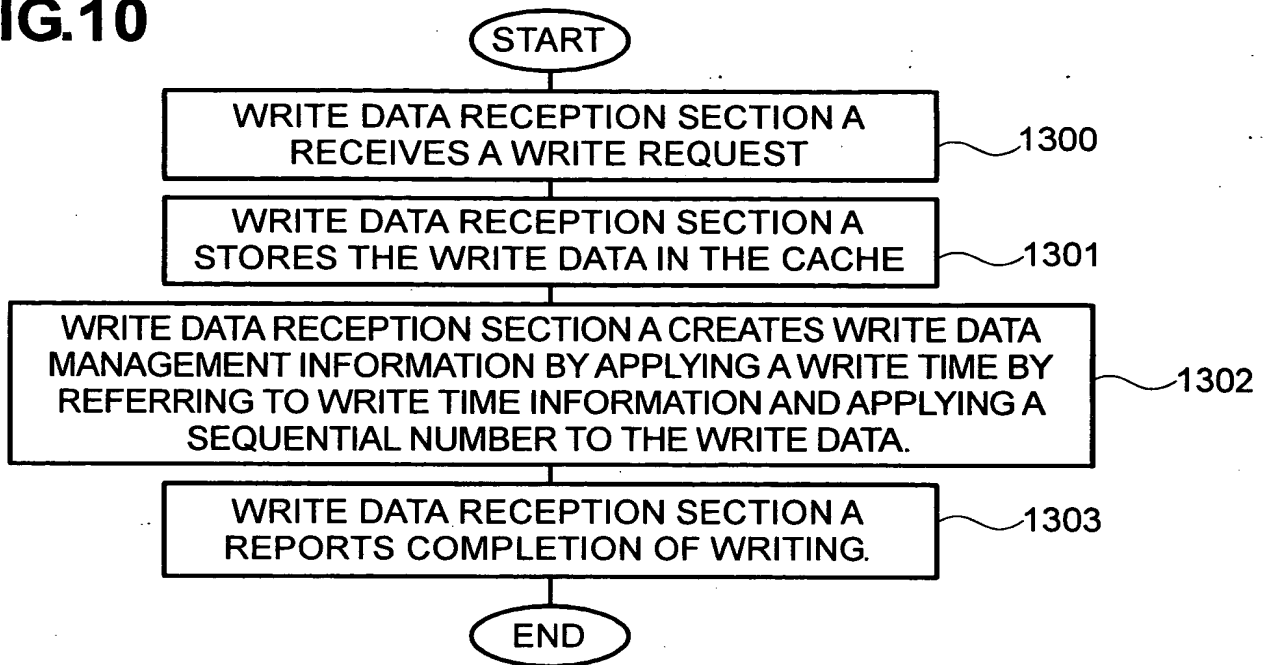 IG.10
START
WRITE DATA RECEPTION SECTION A
RECEIVES A WRITE REQUEST
1300
WRITE DATA RECEPTION SECTION A
STORES THE WRITE DATA IN THE CACHE
1301
WRITE DATA RECEPTION SECTION A CREATES WRITE DATA
MANAGEMENT INFORMATION BY APPLYING A WRITE TIME BY
REFERRING TO WRITE TIME INFORMATION AND APPLYING A
SEQUENTIAL NUMBER TO THE WRITE DATA.
1302
WRITE DATA RECEPTION SECTION A
REPORTS COMPLETION OF WRITING.
1303
END